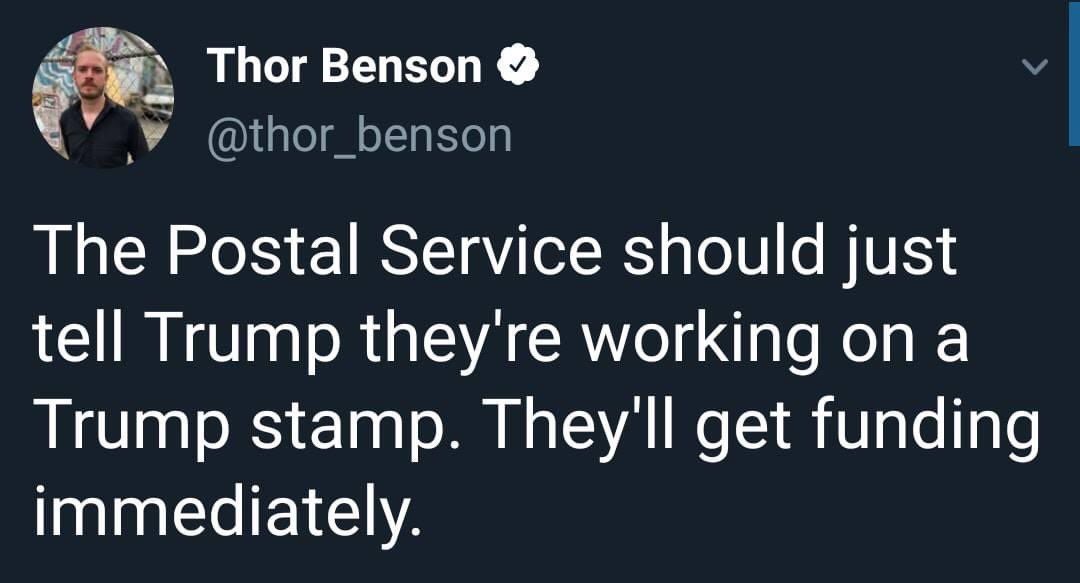 Thor Benson
@thor_benson
The Postal Service should just
tell Trump they're working on a
Trump stamp. They'll get funding
immediately.